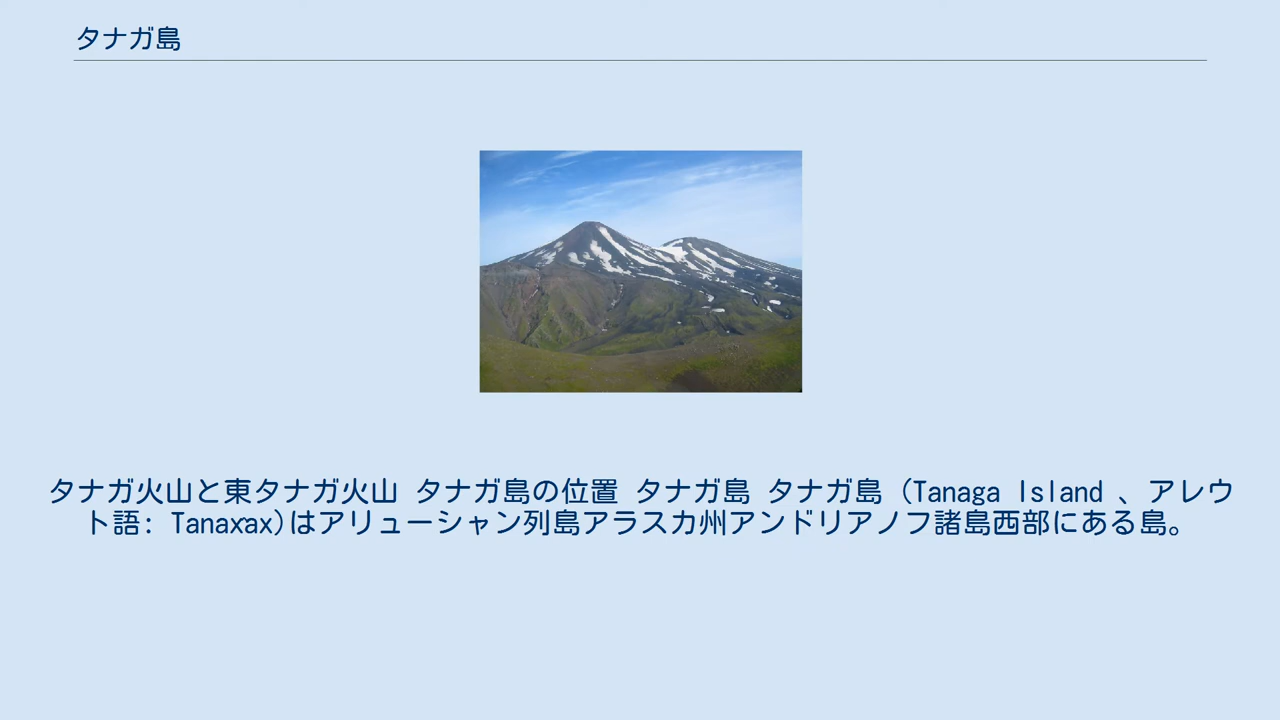 タナガ島
タナガ火山と東タナガ火山 タナガ島の位置 タナガ島 タナガ島 (Tanaga Island 、アレウ
ト語: Tanax̂ax)はアリューシャン列島アラスカ州アンドリアノフ諸島西部にある島。